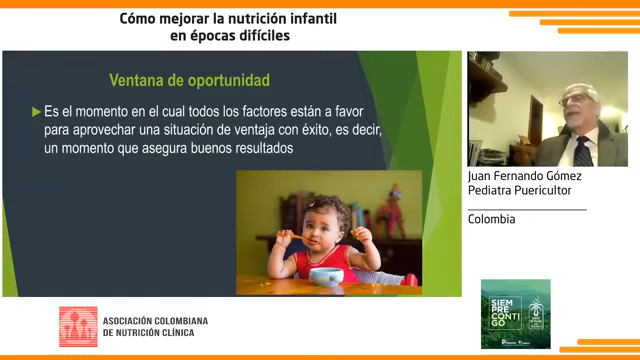 Cómo mejorar la nutrición infantil
en épocas difíciles
Ventana de oportunidad
Es el momento en el cual todos los factores están a favor
para aprovechar una situación de ventaja con éxito, es decir,
un momento que asegura buenos resultados
Juan Fernando Gómez
Pediatra Puericultor
Colombia
ASOCIACIÓN COLOMBIANA
DE NUTRICIÓN CLÍNICA
SIEM
PRE
CONTI
GO